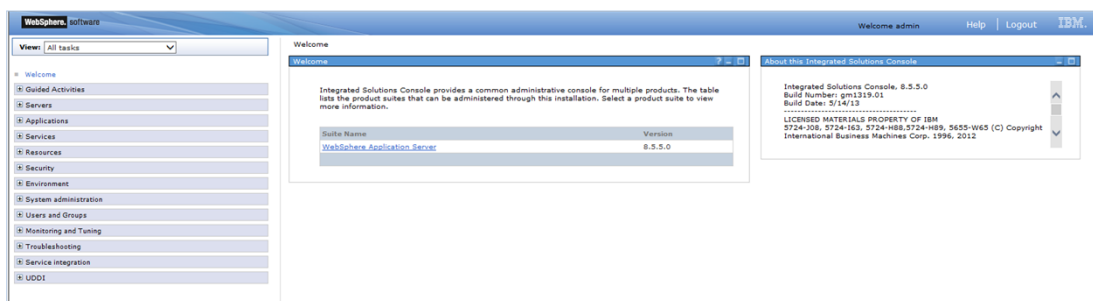 WebSphere. software
Welcome admin
Help
Logout
IBM.
View: All tasks
Welcome
Guided Activities
Servers
Applications
Services
Resources
Security
Environment
System administration
Users and Groups
Monitoring and Tuning
Troubleshooting
Service integration
UDDI
Welcome
Welcome
Integrated Solutions Console provides a common administrative console for multiple products. The table
lists the product suites that can be administered through this installation. Select a product suite to view
more information.
Suite Name Version
WebSphere Application Server 8.5.5.0
About this Integrated Solutions Console
Integrated Solutions Console, 8.5.5.0
Build Number: gm1319.01
Build Date: 5/14/13
----------------------------------------
LICENSED MATERIALS PROPERTY OF IBM
5724-J08, 5724-I63, 5724-H88,5724-H89, 5655-W65 (C) Copyright
International Business Machines Corp. 1996, 2012